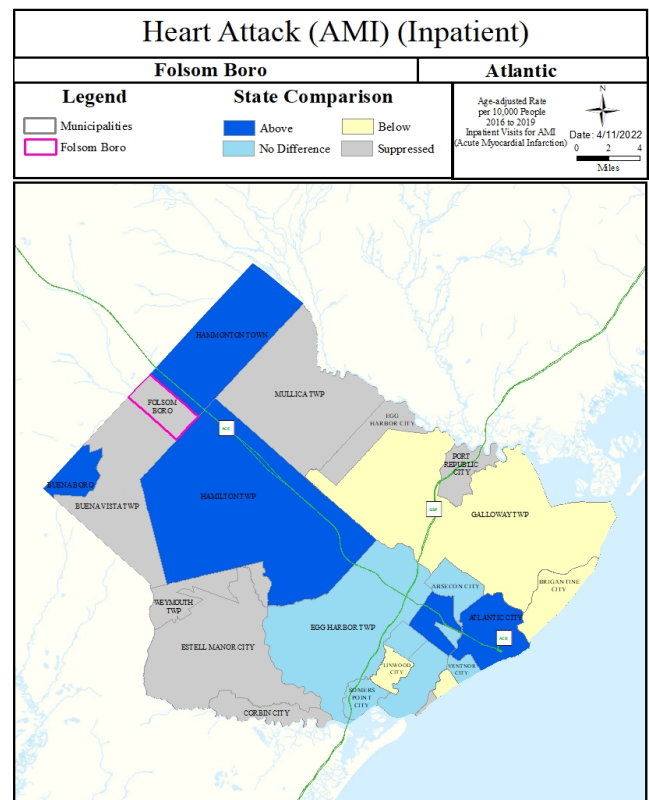 Heart Attack (AMI) (Inpatient)
Folsom Boro
Atlantic
Legend
Municipalities
Folsom Boro
State Comparison
Above
Below
No Difference
Suppressed
Age-adjusted Rate
per 10,000 People
2016 to 2019
Inpatient Visits for AMI
(Acute Myocardial Infarction)
N
Date: 4/11/2022
0 2 4
Miles
HAMMONTON TOWN
MULLICA TWP
FOLSOM
BORO
EGG
HARBOR CITY
PORT
REPUBLIC
CITY
BUENA BORO
BUENA VISTA TWP
HAMILTON TWP
GALLOWAY TWP
ABSECON CITY
BRIGANTINE
CITY
WEYMOUTH
TWP
ATLANTIC CITY
EGG HARBOR TWP
ESTELL MANOR CITY
LINWOOD
CITY
VENTNOR
CITY
SOMERS
POINT
CITY
CORBIN CITY